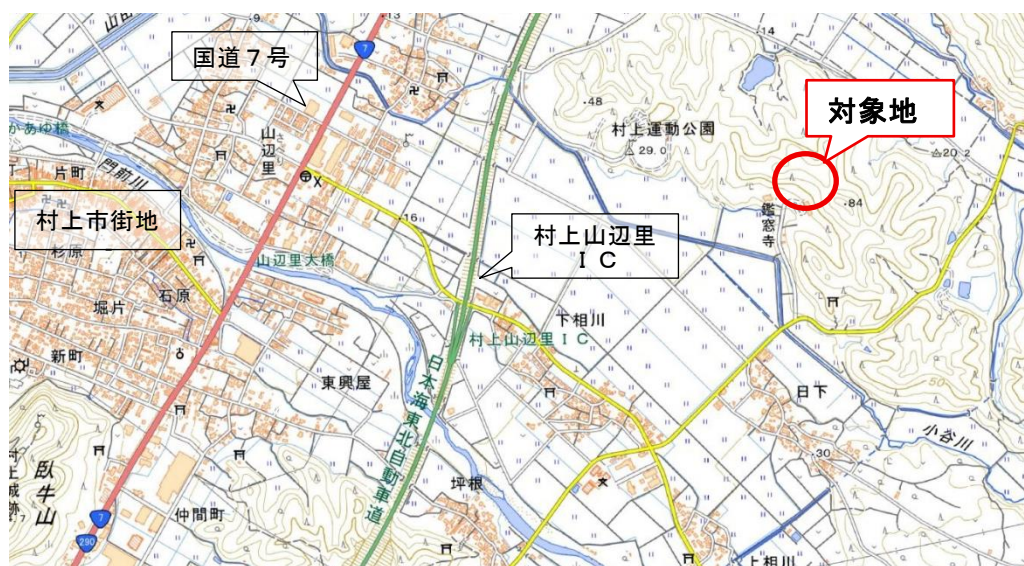 国道７号
対象地
村上市街地
村上山辺里
ＩＣ
9
13
7
14
・48
村上運動公園
29.0
20.2
・84
鑑窓寺
山辺里
X
・16
門前川
片町
杉原
堀片
石原
新町
山辺里大橋
下相川
村上山辺里ＩＣ
日本海東北自動車道
東興屋
日下
50
小谷川
・30
坪根
臥牛山
仲間町
7
290
上相川